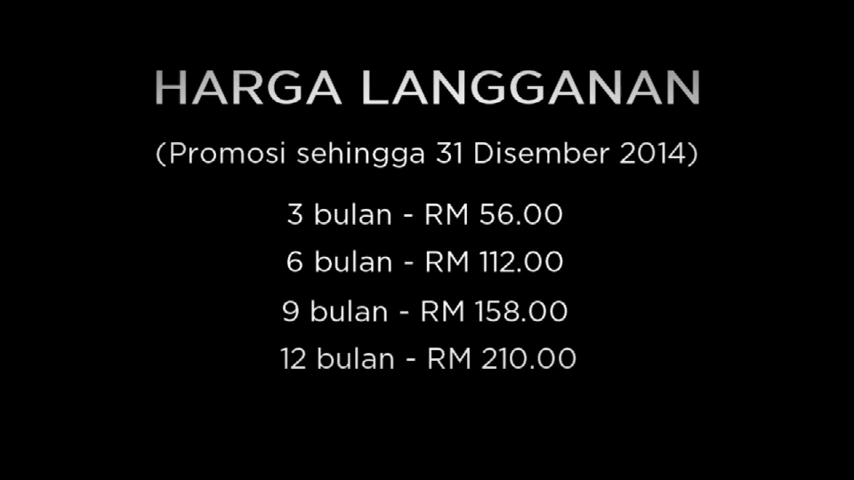 HARGA LANGGANAN
(Promosi sehingga 31 Disember 2014)
3 bulan - RM 56.00
6 bulan - RM 112.00
9 bulan - RM 158.00
12 bulan - RM 210.00